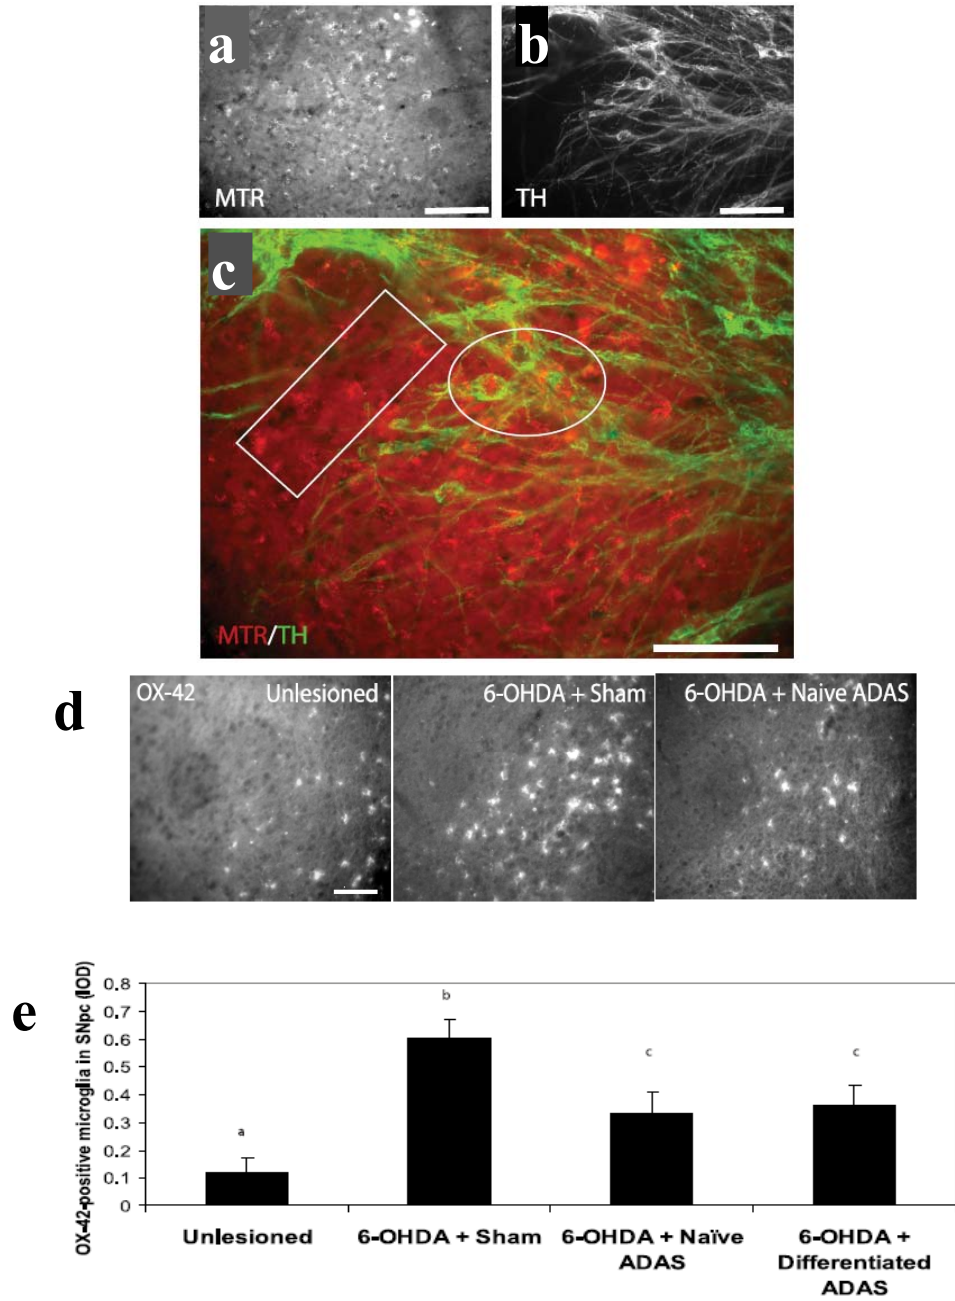 a
b
MTR
TH
c
MTR/TH
d
OX-42
Unlesioned
6-OHDA + Sham
6-OHDA + Naive ADAS
e
OX-42-positive microglia in SNpc (IOD)
0.8
0.7
0.6
0.5
0.4
0.3
0.2
0.1
0
a
b
c
c
Unlesioned
6-OHDA + Sham
6-OHDA + Naïve
ADAS
6-OHDA +
Differentiated
ADAS